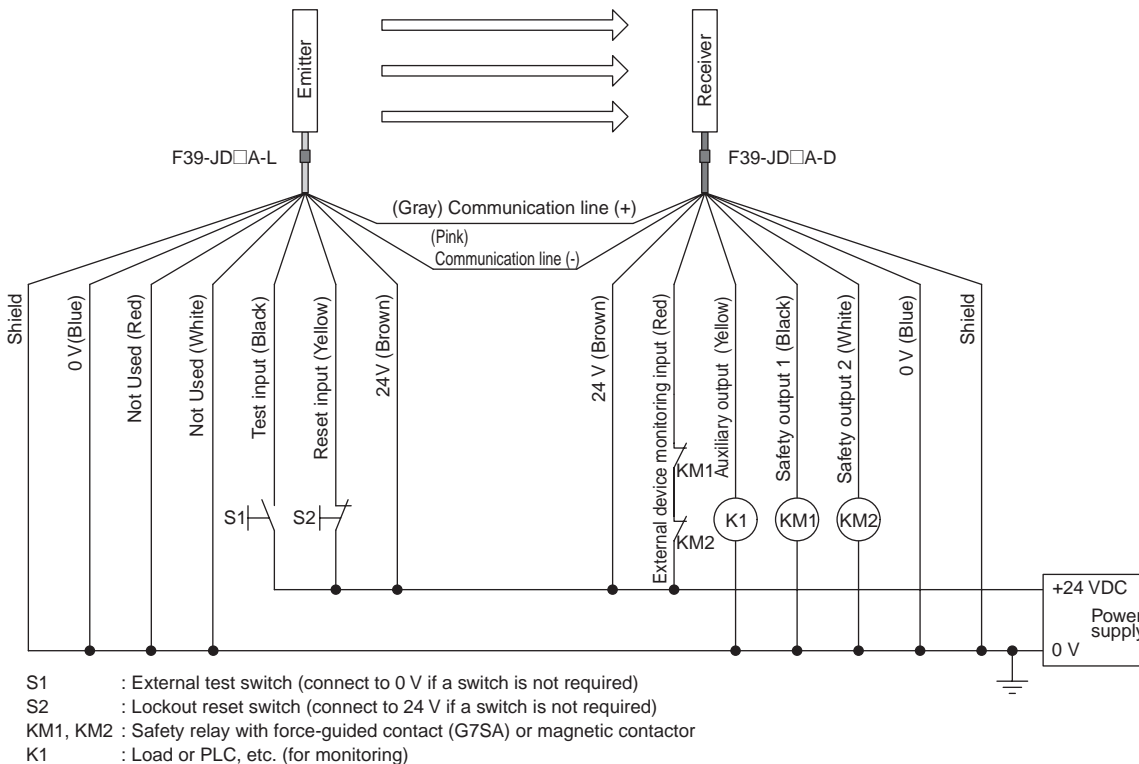 Emitter
Receiver
F39-JD□A-L
F39-JD□A-D
(Gray) Communication line (+)
(Pink)
Communication line (-)
Shield
0 V(Blue)
Not Used (Red)
Not Used (White)
Test input (Black)
Reset input (Yellow)
24V (Brown)
24 V (Brown)
External device monitoring input (Red)
Auxiliary output (Yellow)
Safety output 1 (Black)
Safety output 2 (White)
0 V (Blue)
Shield
KM1
S1
S2
K1
KM1
KM2
KM2
+24 VDC
Power
supply
0 V
S1 : External test switch (connect to 0 V if a switch is not required)
S2 : Lockout reset switch (connect to 24 V if a switch is not required)
KM1, KM2 : Safety relay with force-guided contact (G7SA) or magnetic contactor
K1 : Load or PLC, etc. (for monitoring)